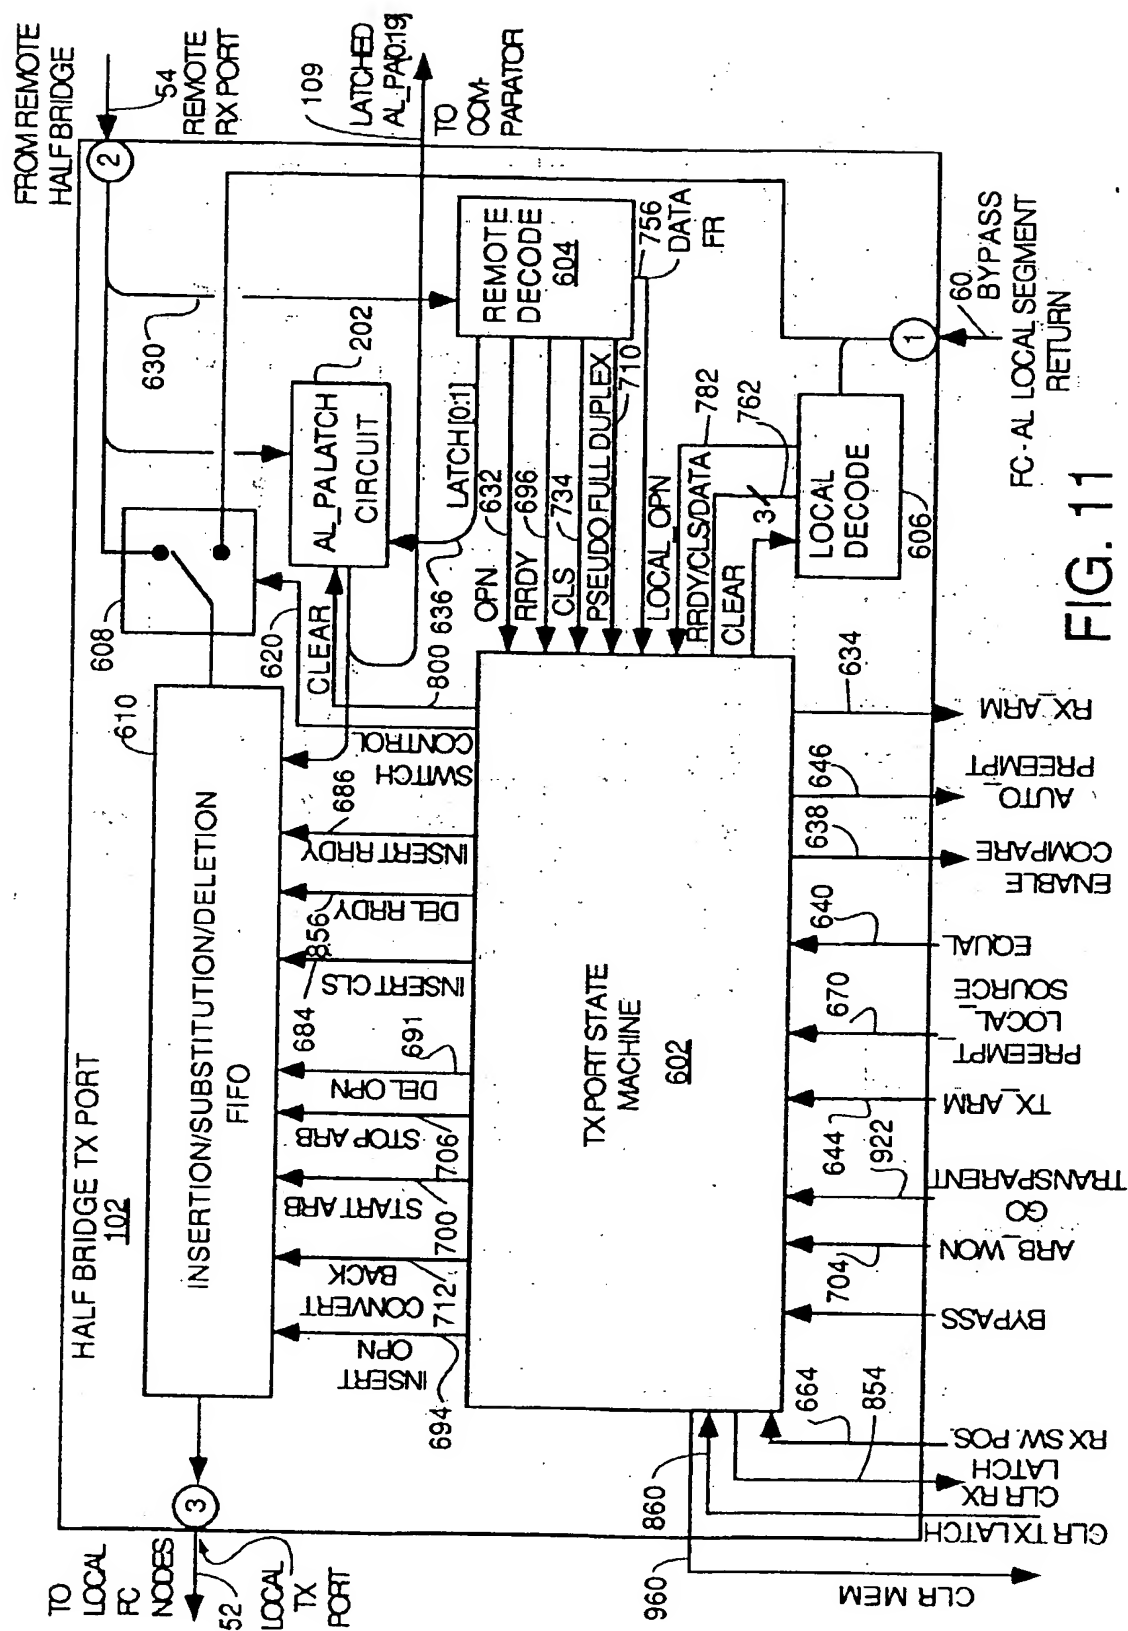 FROM REMOTE
HALF BRIDGE
54
REMOTE
RX PORT
109
LATCHED
AL_PA[0:19]
TO
COM-
PARATOR
2
630
202
AL_PALATCH
CIRCUIT
REMOTE
DECODE
604
756
DATA
FR
710
LATCH [0:1]
632
OPN
696
RRDY
734
CLS
PSEUDO FULL DUPLEX
LOCAL_OPN
RRDY/CLS/DATA
CLEAR
782
762
3
LOCAL
DECODE
606
1
60
BYPASS
FC-AL LOCAL SEGMENT
RETURN
608
620
CLEAR
800
636
SWITCH
CONTROL
HALF BRIDGE TX PORT
102
610
INSERTION/SUBSTITUTION/DELETION
FIFO
686
INSERT RRDY
856
DEL RRDY
684
INSERT CLS
691
DEL OPN
706
STOP ARB
700
START ARB
712
CONVERT
BACK
694
INSERT
OPN
TX PORT STATE
MACHINE
602
634
RX_ARM
646
AUTO_
PREEMPT
638
ENABLE
COMPARE
640
EQUAL
670
PREEMPT
LOCAL_
SOURCE
644
TX_ARM
922
GO
TRANSPARENT
704
ARB_WON
BYPASS
664
RX SW. POS.
854
CLR RX
LATCH
860
CLR TX LATCH
960
CLR MEM
3
TO
LOCAL
FC
NODES
52
LOCAL
TX
PORT
FIG. 11